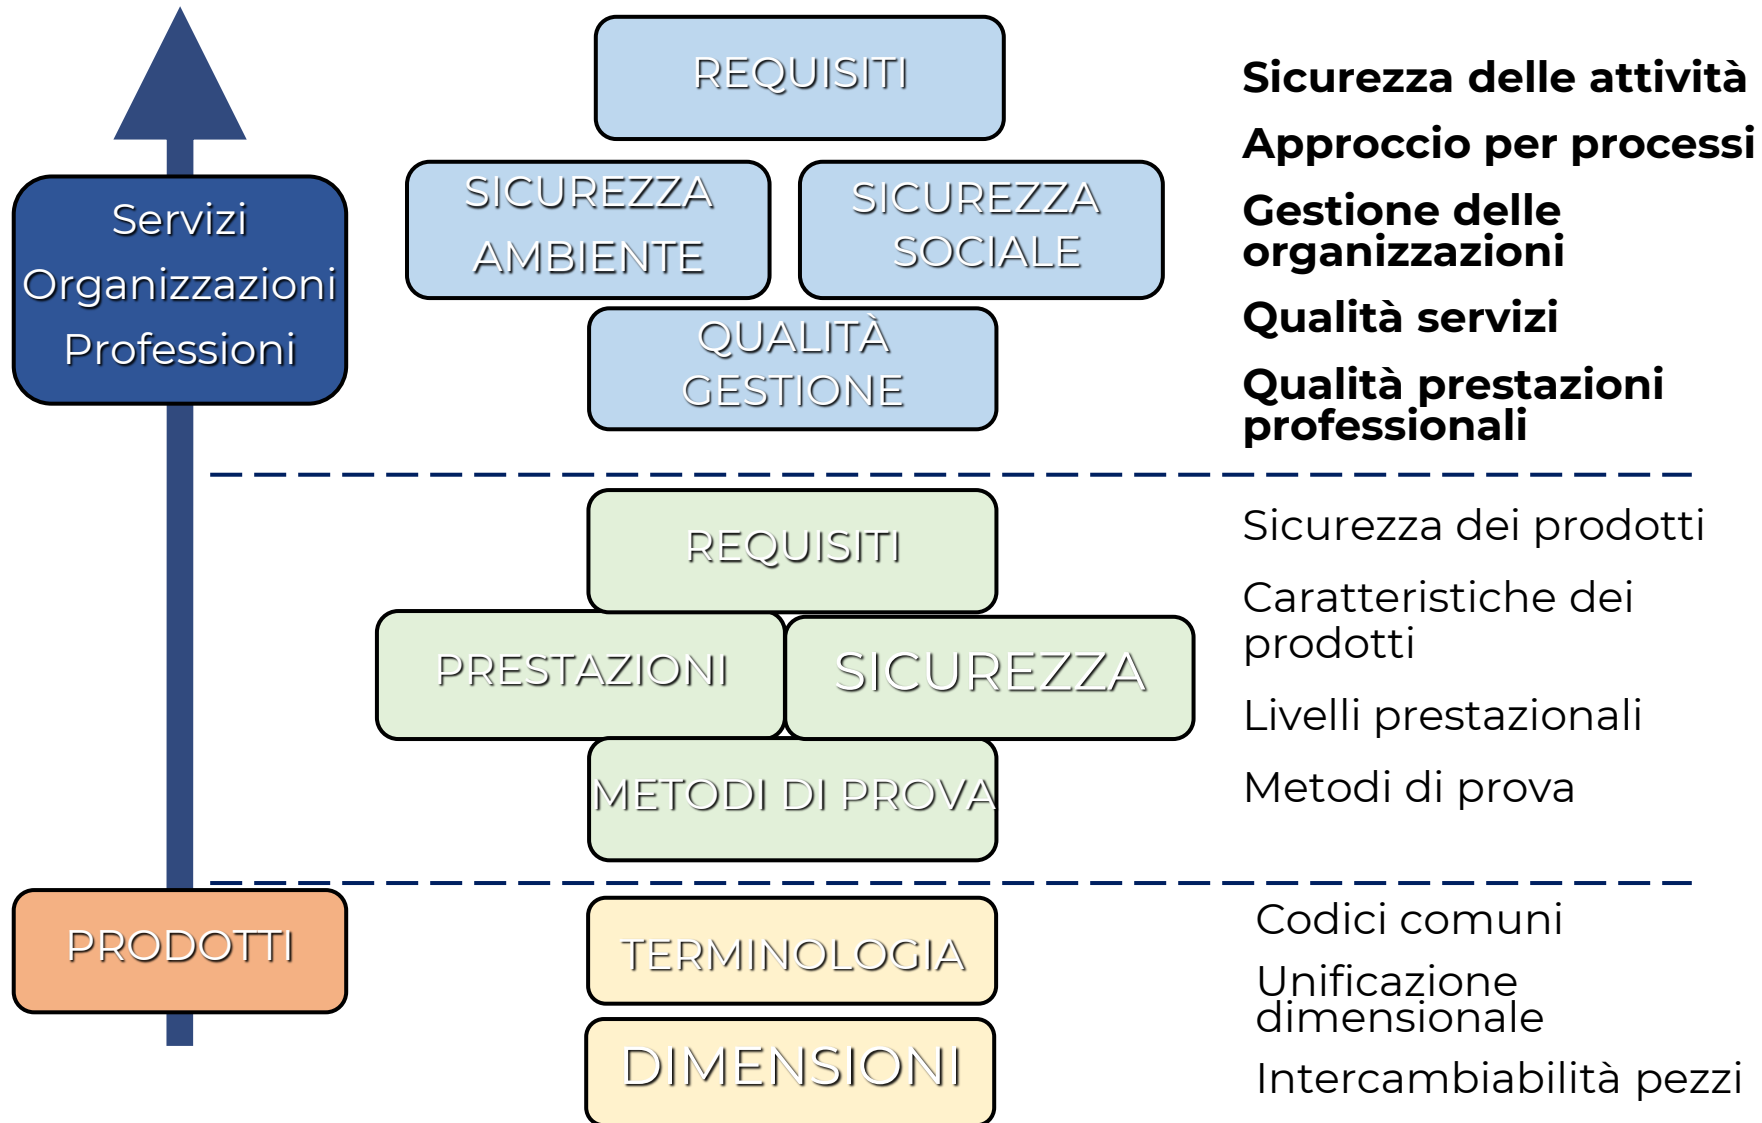 REQUISITI
Sicurezza delle attività
Approccio per processi
Servizi
Organizzazioni
Professioni
SICUREZZA
AMBIENTE
SICUREZZA
SOCIALE
Gestione delle
organizzazioni
QUALITÀ
GESTIONE
Qualità servizi
Qualità prestazioni
professionali
REQUISITI
Sicurezza dei prodotti
Caratteristiche dei
prodotti
PRESTAZIONI
SICUREZZA
Livelli prestazionali
METODI DI PROVA
Metodi di prova
PRODOTTI
TERMINOLOGIA
Codici comuni
Unificazione
dimensionale
DIMENSIONI
Intercambiabilità pezzi